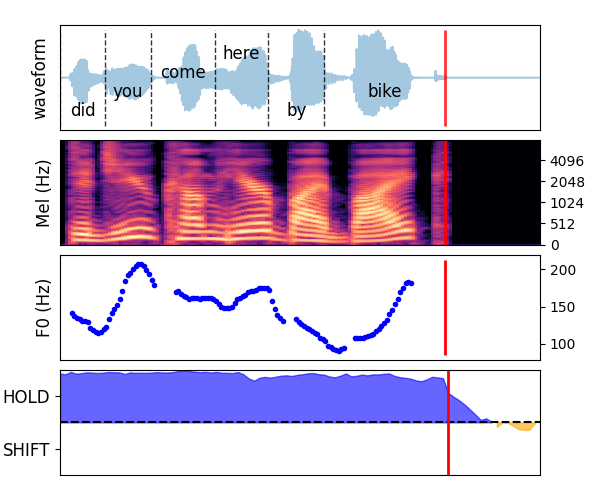 waveform
did
you
come
here
by
bike
Mel (Hz)
4096
2048
1024
512
0
F0 (Hz)
200
150
100
HOLD
SHIFT